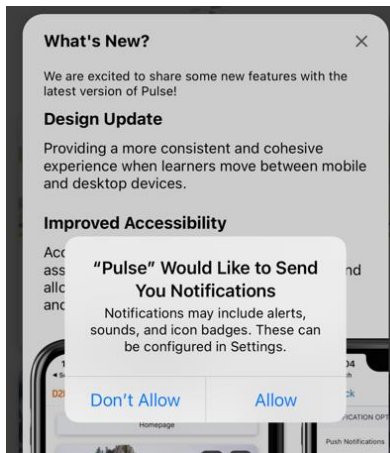 What's New?
We are excited to share some new features with the
latest version of Pulse!
Design Update
Providing a more consistent and cohesive
experience when learners move between mobile
and desktop devices.
Improved Accessibility
“Pulse” Would Like to Send
You Notifications
Notifications may include alerts,
sounds, and icon badges. These can
be configured in Settings.
Don’t Allow
Allow
Homepage
Push Notifications